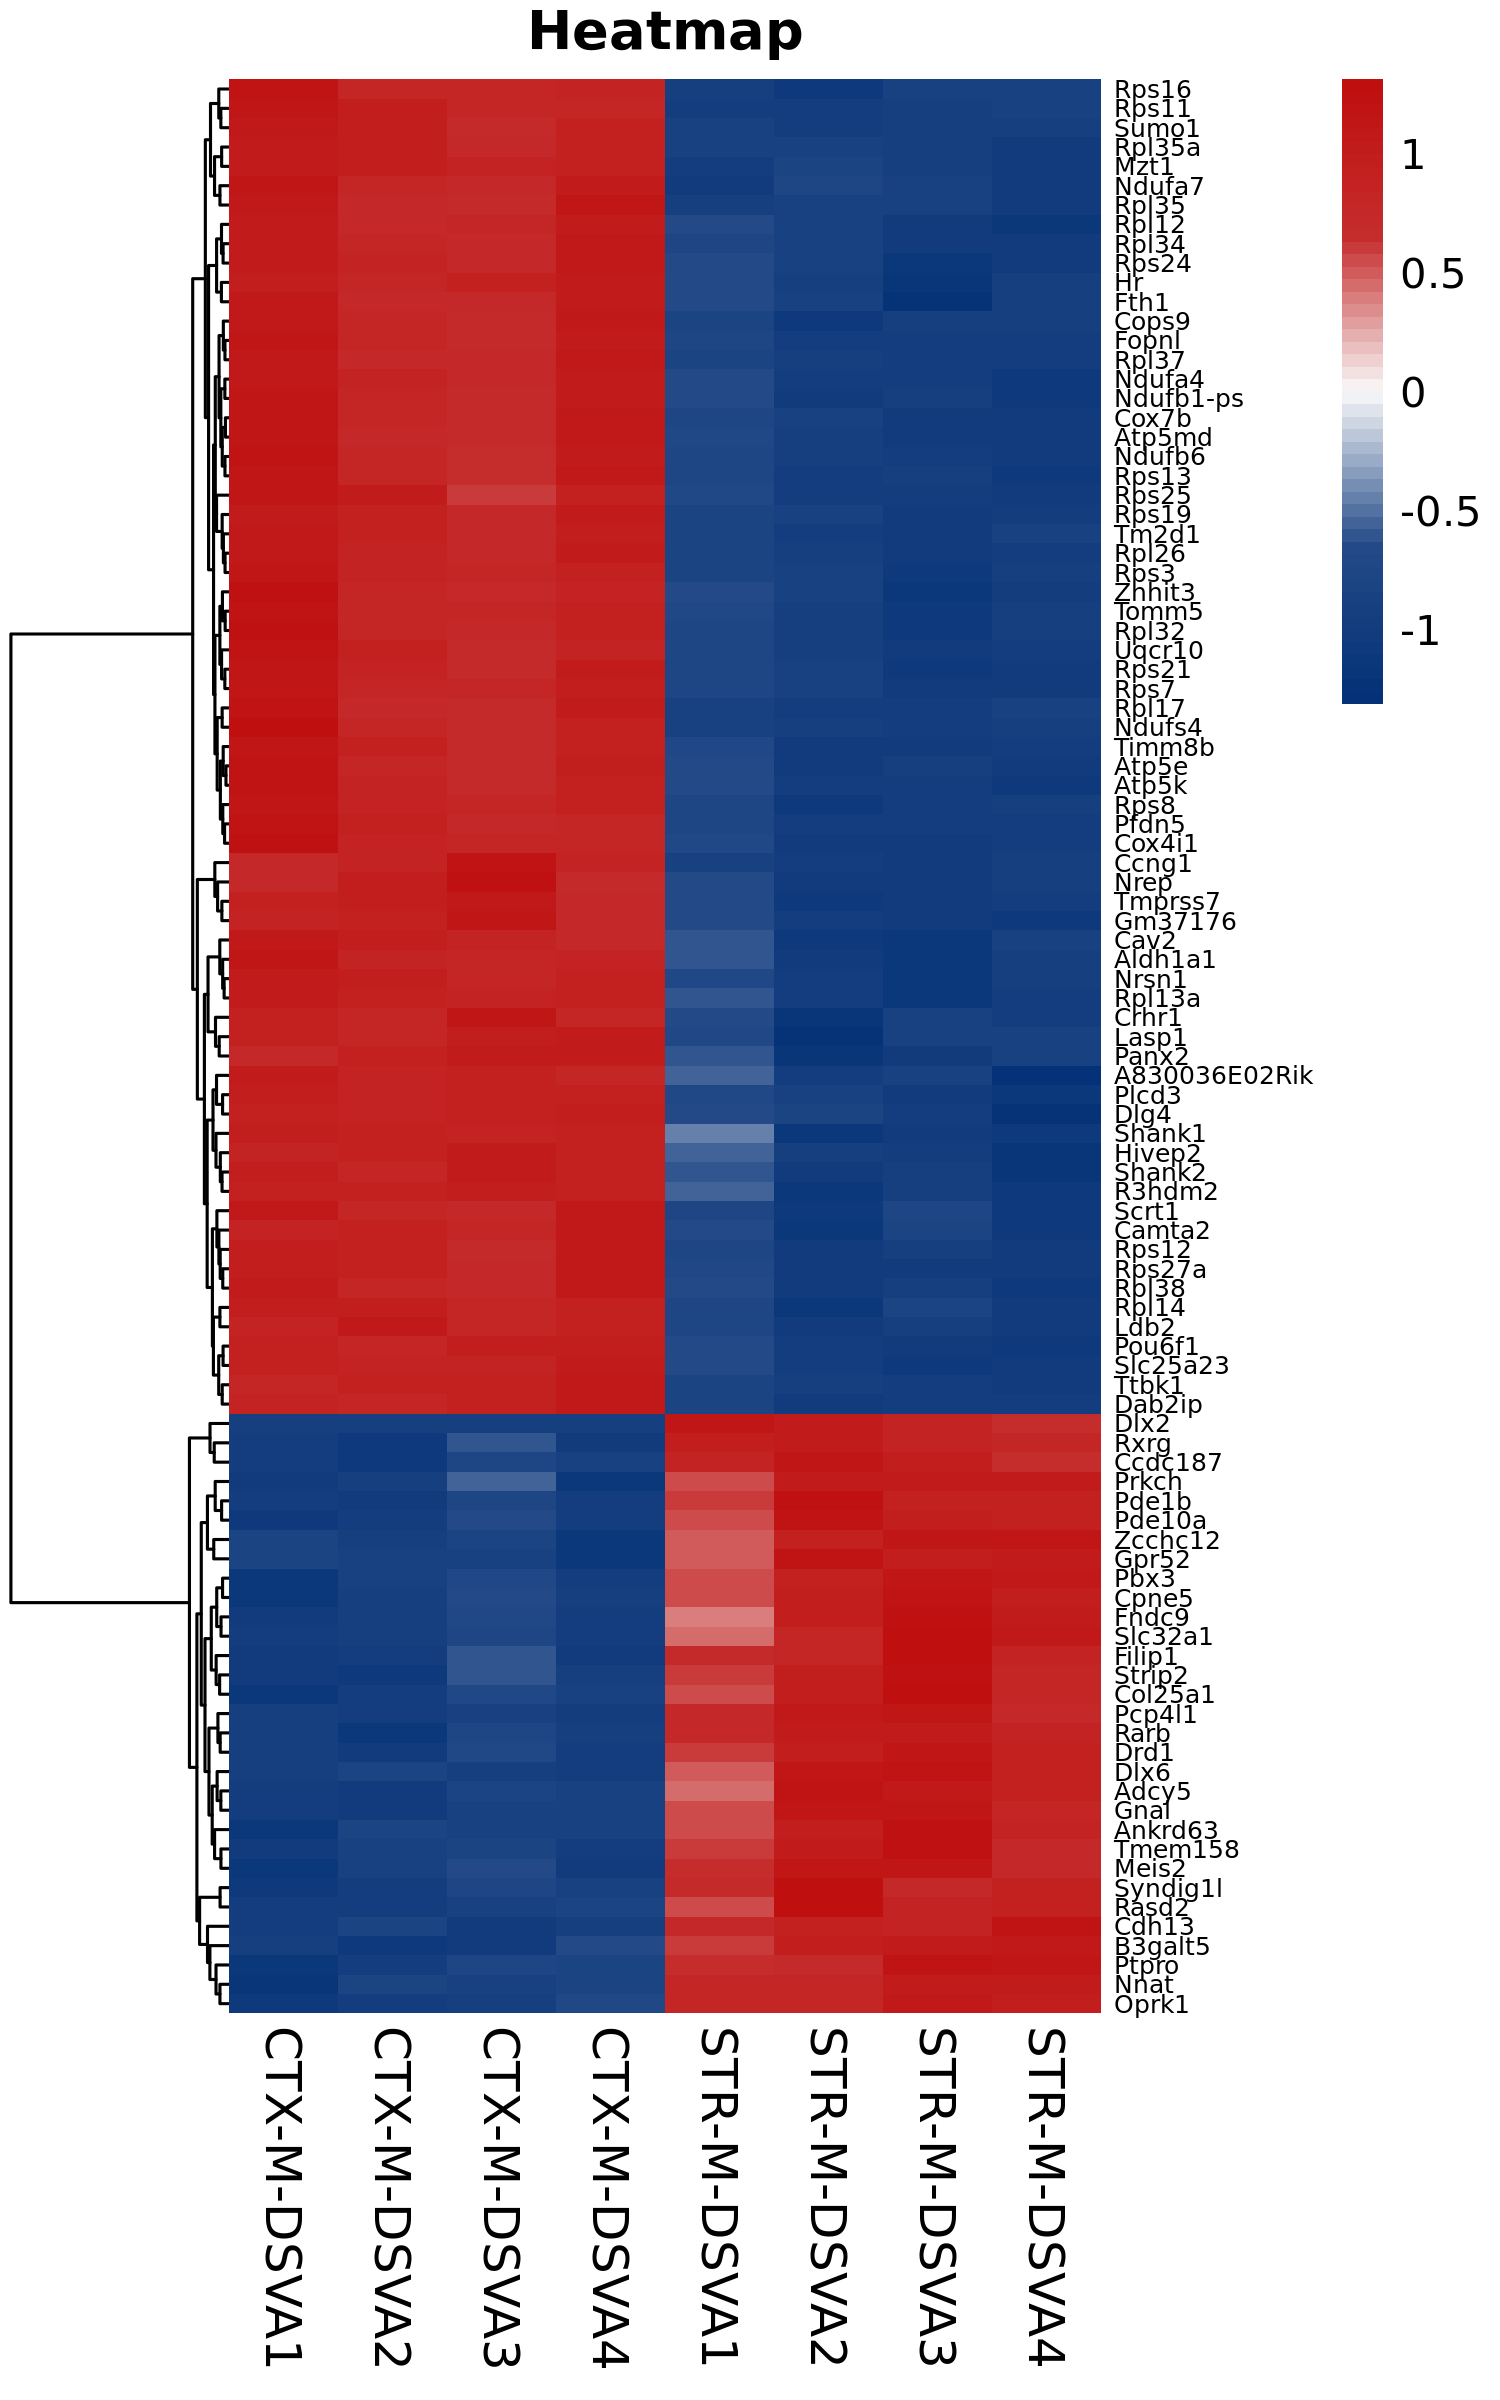 Heatmap
Rps16
Rps11
Sumo1
Rpl35a
Mzt1
Ndufa7
Rpl35
Rpl12
Rpl34
Rps24
Hr
Fth1
Cops9
Fopnl
Rpl37
Ndufa4
Ndufb1-ps
Cox7b
Atp5md
Ndufb6
Rps13
Rps25
Rps19
Tm2d1
Rpl26
Rps3
Znhit3
Tomm5
Rpl32
Uqcr10
Rps21
Rps7
Rpl17
Ndufs4
Timm8b
Atp5e
Atp5k
Rps8
Pfdn5
Cox4i1
Ccng1
Nrep
Tmprss7
Gm37176
Cav2
Aldh1a1
Nrsn1
Rpl13a
Crhr1
Lasp1
Panx2
A830036E02Rik
Plcd3
Dlg4
Shank1
Hivep2
Shank2
R3hdm2
Scrt1
Camta2
Rps12
Rps27a
Rpl38
Rpl14
Ldb2
Pou6f1
Slc25a23
Ttbk1
Dab2ip
Dlx2
Rxrg
Ccdc187
Prkch
Pde1b
Pde10a
Zcchc12
Gpr52
Pbx3
Cpne5
Fndc9
Slc32a1
Filip1
Strip2
Col25a1
Pcp4l1
Rarb
Drd1
Dlx6
Adcy5
Gnal
Ankrd63
Tmem158
Meis2
Syndig1l
Rasd2
Cdh13
B3galt5
Ptpro
Nnat
Oprk1
1
0.5
0
-0.5
-1
CTX-M-DSVA1
CTX-M-DSVA2
CTX-M-DSVA3
CTX-M-DSVA4
STR-M-DSVA1
STR-M-DSVA2
STR-M-DSVA3
STR-M-DSVA4